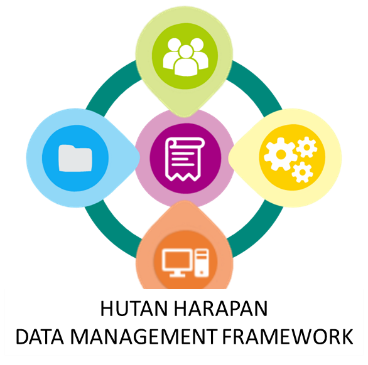 HUTAN HARAPAN
DATA MANAGEMENT FRAMEWORK